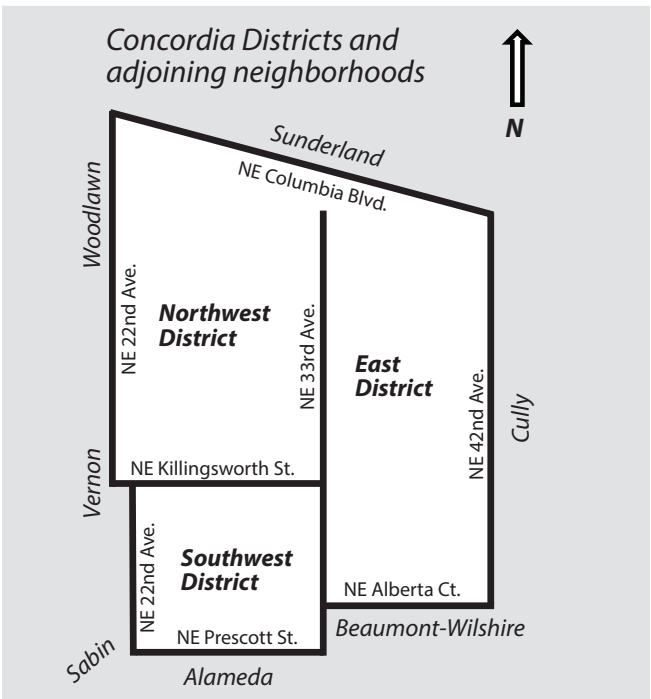 Concordia Districts and
adjoining neighborhoods
N
Sunderland
NE Columbia Blvd.
Woodlawn
NE 22nd Ave.
Northwest
District
NE 33rd Ave.
East
District
NE 42nd Ave.
Cully
Vernon
NE Killingsworth St.
NE 22nd Ave.
Southwest
District
NE Alberta Ct.
NE Prescott St.
Beaumont-Wilshire
Sabin
Alameda